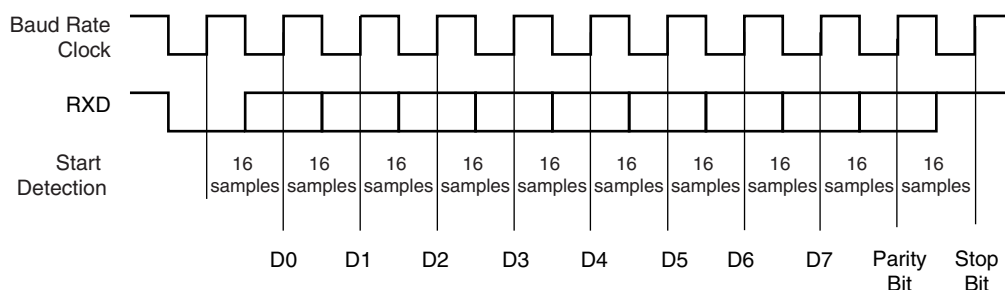 Baud Rate
Clock
RXD
Start
Detection
16 16 16 16 16 16 16 16 16 16
samples samples samples samples samples samples samples samples samples samples
D0 D1 D2 D3 D4 D5 D6 D7 Parity Stop
Bit Bit